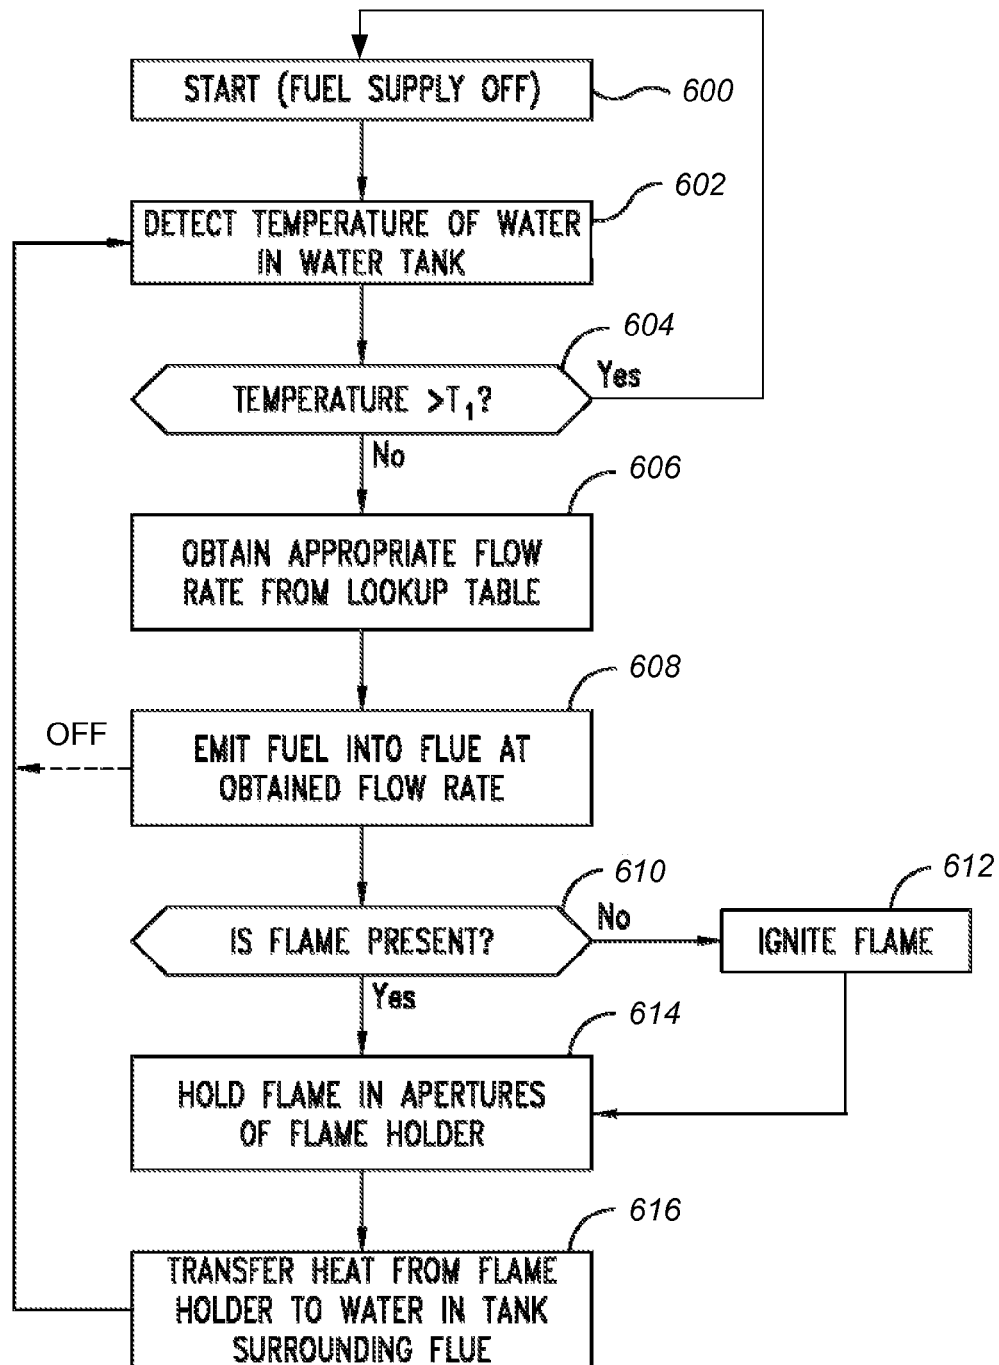 START (FUEL SUPPLY OFF)
600
602
DETECT TEMPERATURE OF WATER
IN WATER TANK
604
TEMPERATURE >T1?
Yes
No
606
OBTAIN APPROPRIATE FLOW
RATE FROM LOOKUP TABLE
608
OFF
EMIT FUEL INTO FLUE AT
OBTAINED FLOW RATE
610
612
IS FLAME PRESENT?
No
IGNITE FLAME
Yes
614
HOLD FLAME IN APERTURES
OF FLAME HOLDER
616
TRANSFER HEAT FROM FLAME
HOLDER TO WATER IN TANK
SURROUNDING FLUE